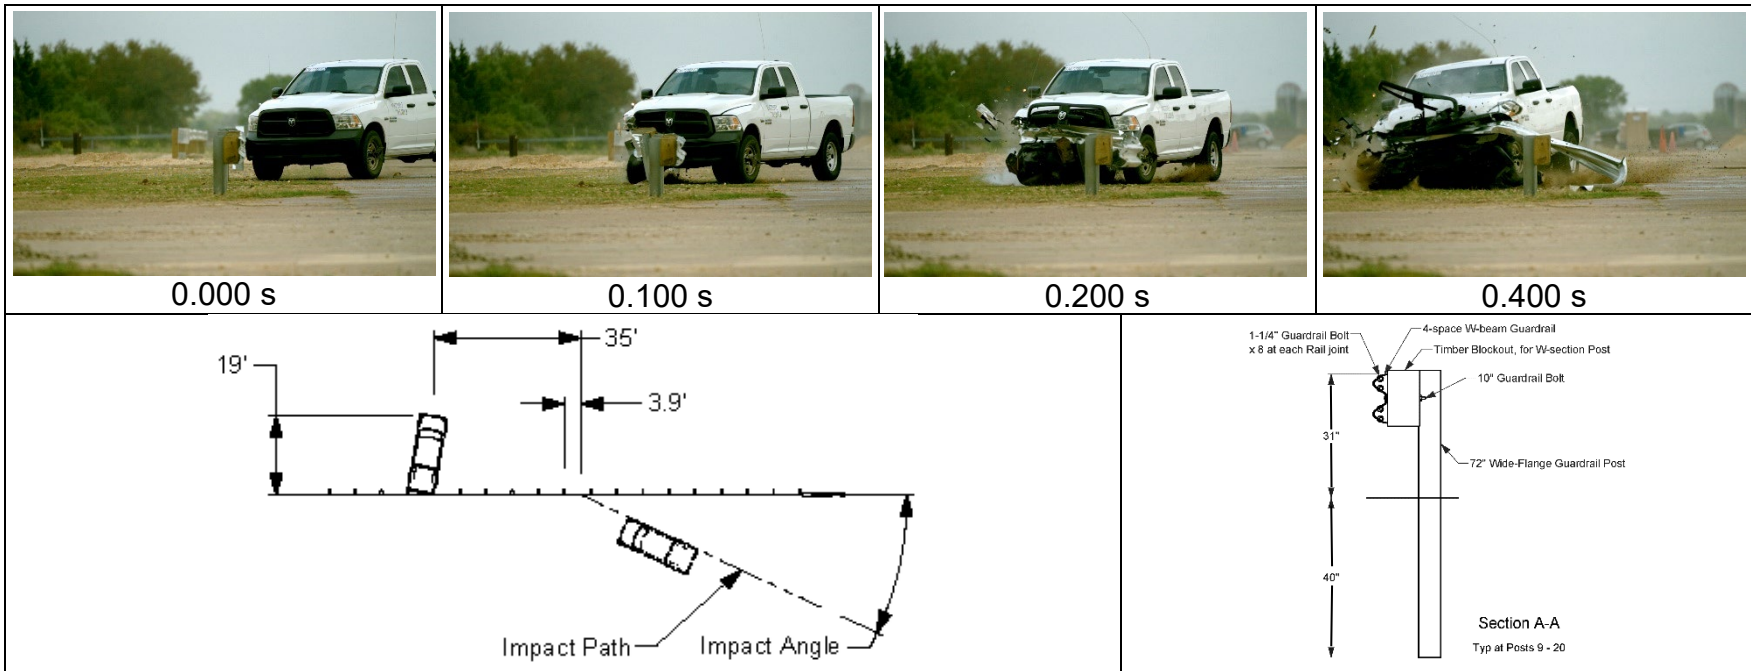 0.000 s
0.100 s
0.200 s
0.400 s
35'
19'
3.9'
Impact Path
Impact Angle
1-1/4" Guardrail Bolt
x 8 at each Rail joint
4-space W-beam Guardrail
Timber Blockout, for W-section Post
10" Guardrail Bolt
31"
72" Wide-Flange Guardrail Post
40"
Section A-A
Typ at Posts 9 - 20